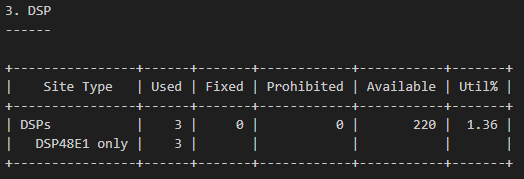 3. DSP
------
+----------------+------+-------+------------+-----------+-------+
|    Site Type   | Used | Fixed | Prohibited | Available | Util% |
+----------------+------+-------+------------+-----------+-------+
| DSPs           |    3 |     0 |          0 |       220 |  1.36 |
|   DSP48E1 only |    3 |       |            |           |       |
+----------------+------+-------+------------+-----------+-------+